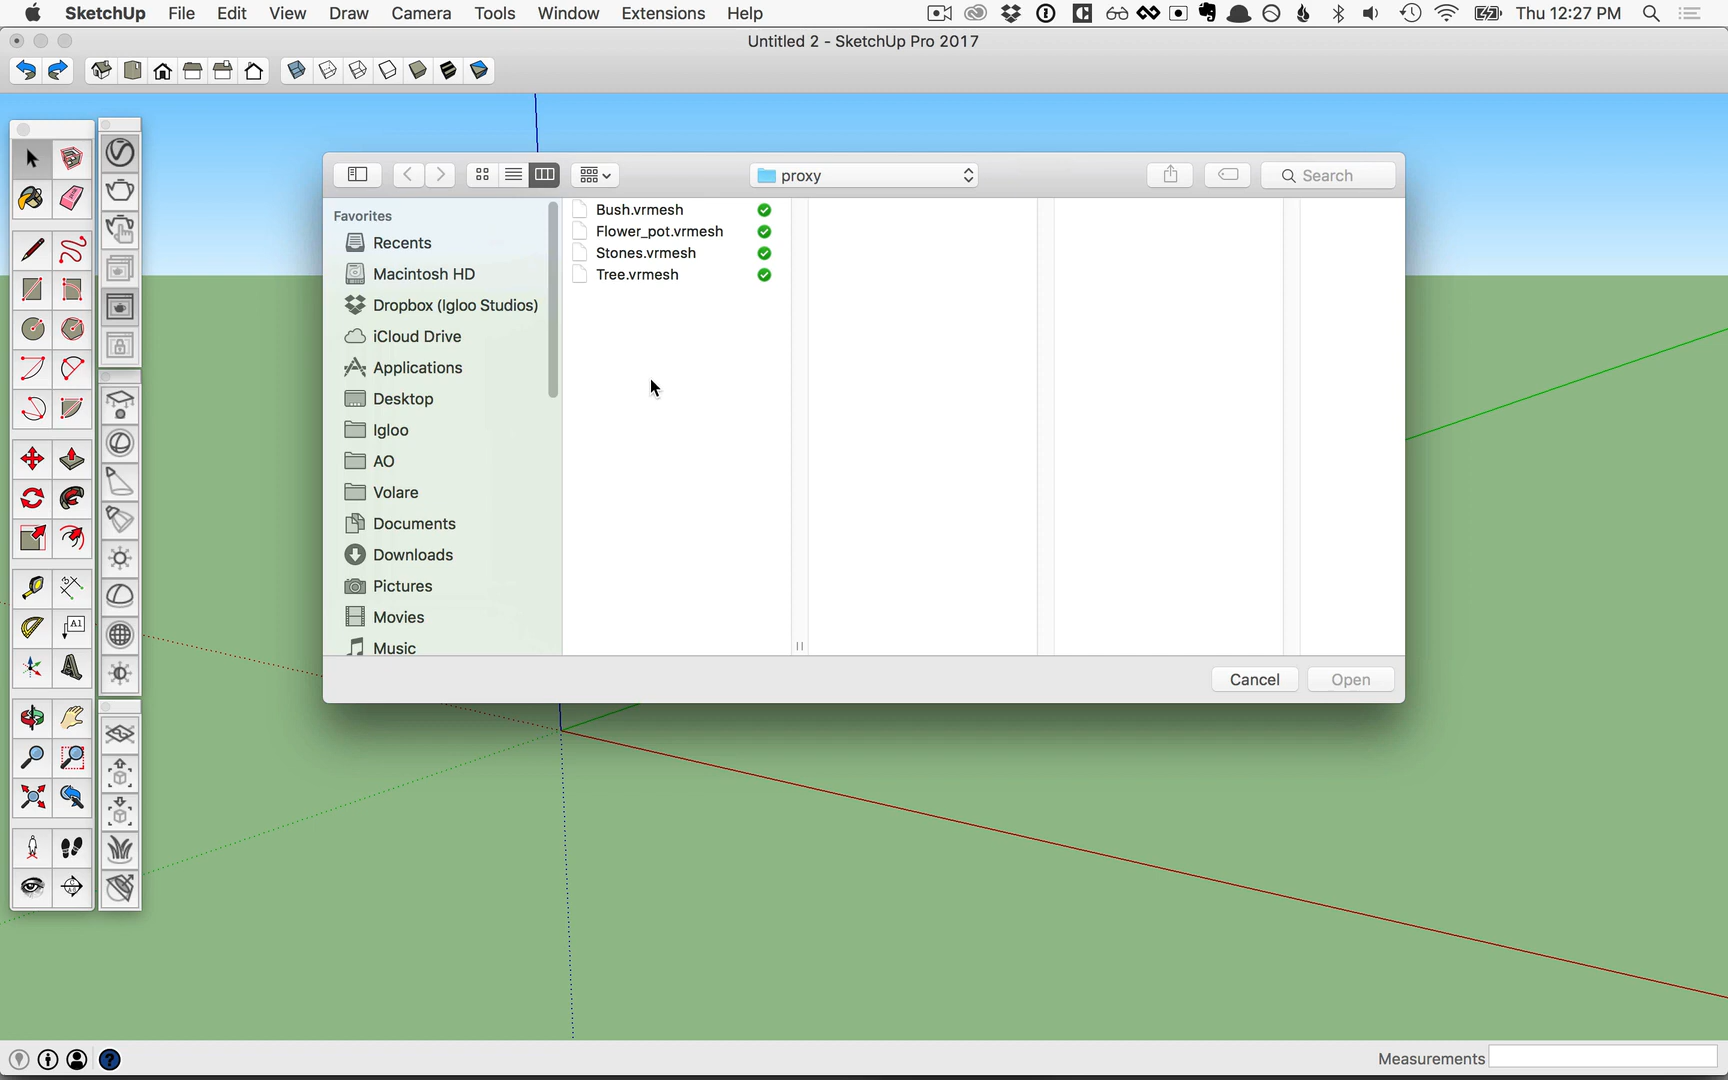 SketchUp File Edit View Draw Camera Tools Window Extensions Help Thu 12:27 PM
Untitled 2 - SketchUp Pro 2017
proxy
Search
Favorites
Recents
Macintosh HD
Dropbox (Igloo Studios)
iCloud Drive
Applications
Desktop
Igloo
AO
Volare
Documents
Downloads
Pictures
Movies
Music
Bush.vrmesh
Flower_pot.vrmesh
Stones.vrmesh
Tree.vrmesh
Cancel Open
A1
Measurements